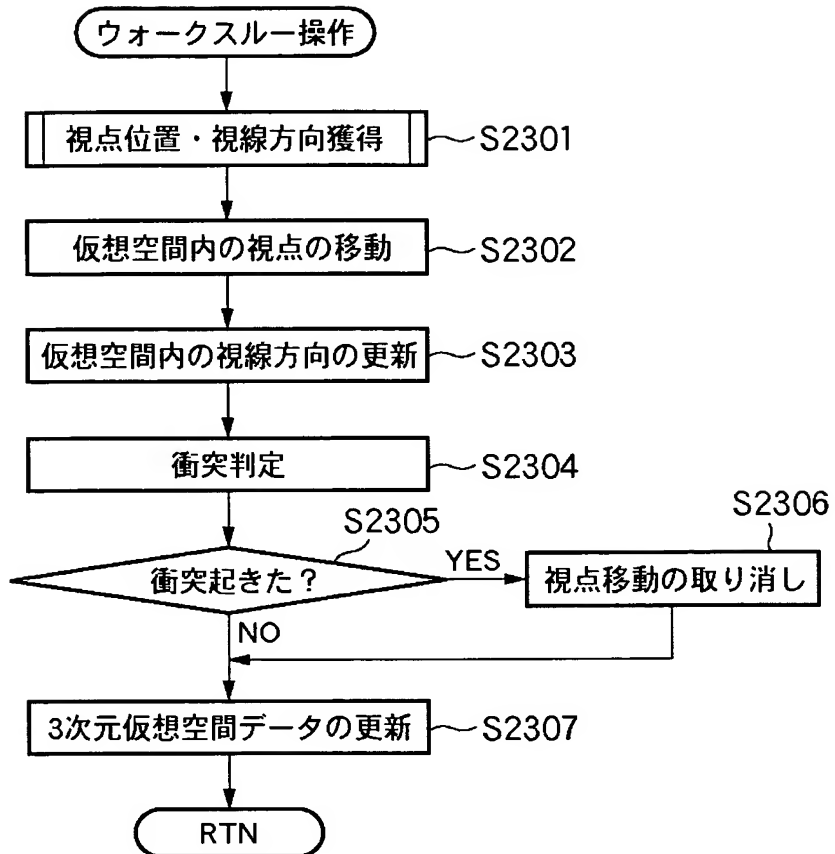 ウォークスルー操作
視点位置・視線方向獲得
S2301
仮想空間内の視点の移動
S2302
仮想空間内の視線方向の更新
S2303
衝突判定
S2304
S2305
衝突起きた？
YES
S2306
視点移動の取り消し
NO
3次元仮想空間データの更新
S2307
RTN